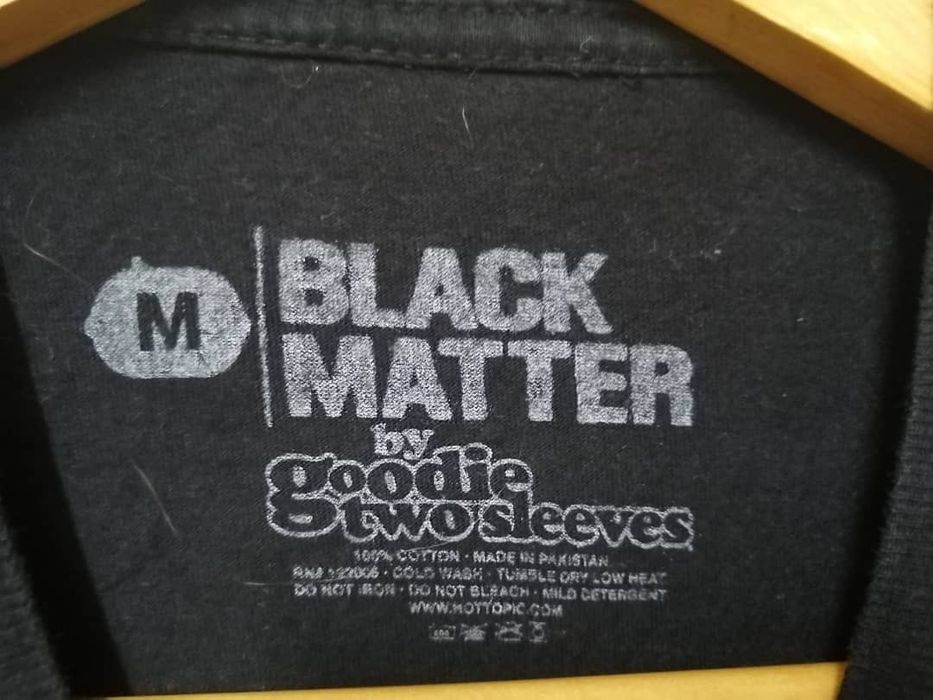 M
BLACK
MATTER
by
goodie
two sleeves
100% COTTON · MADE IN PAKISTAN
RN# · COLD WASH · TUMBLE DRY LOW HEAT
DO NOT IRON · DO NOT BLEACH · MILD DETERGENT
WWW.HOTTOPIC.COM